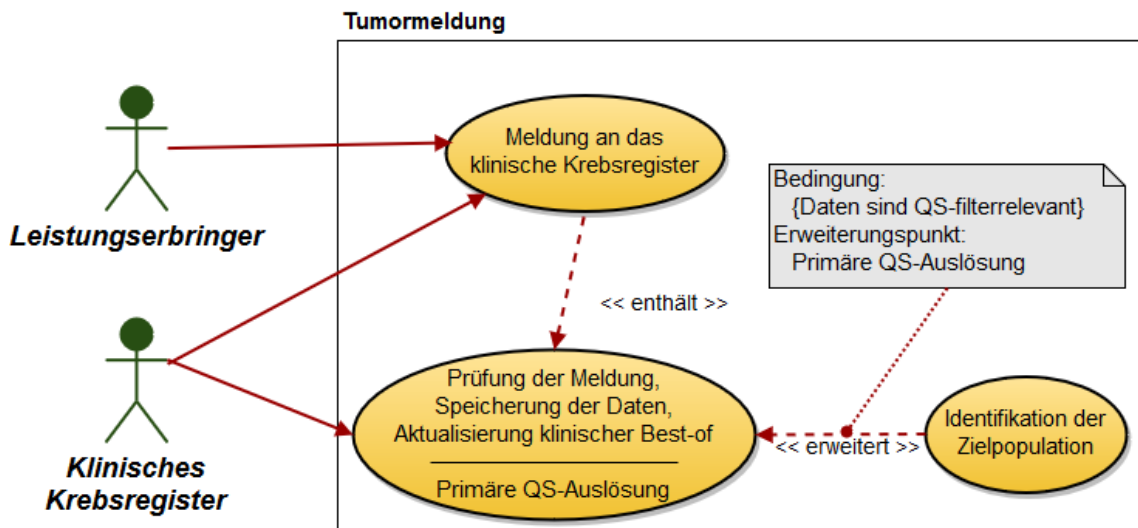 Tumormeldung
Meldung an das
klinische Krebsregister
Leistungserbringer
Bedingung:
{Daten sind QS-filterrelevant}
Erweiterungspunkt:
Primäre QS-Auslösung
<< enthält >>
Prüfung der Meldung,
Speicherung der Daten,
Aktualisierung klinischer Best-of
Primäre QS-Auslösung
<< erweitert >>
Identifikation der
Zielpopulation
Klinisches
Krebsregister